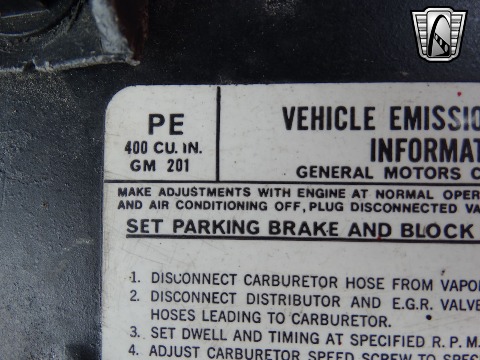 PE
400 CU. IN.
GM 201
VEHICLE EMISSIO
INFORMAT
GENERAL MOTORS C
MAKE ADJUSTMENTS WITH ENGINE AT NORMAL OPER
AND AIR CONDITIONING OFF, PLUG DISCONNECTED VA
SET PARKING BRAKE AND BLOCK
1. DISCONNECT CARBURETOR HOSE FROM VAPO
2. DISCONNECT DISTRIBUTOR AND E.G.R. VALVE
HOSES LEADING TO CARBURETOR.
3. SET DWELL AND TIMING AT SPECIFIED R.P.M.
4. ADJUST CARBURETOR SPEED SCREW TO SPEC